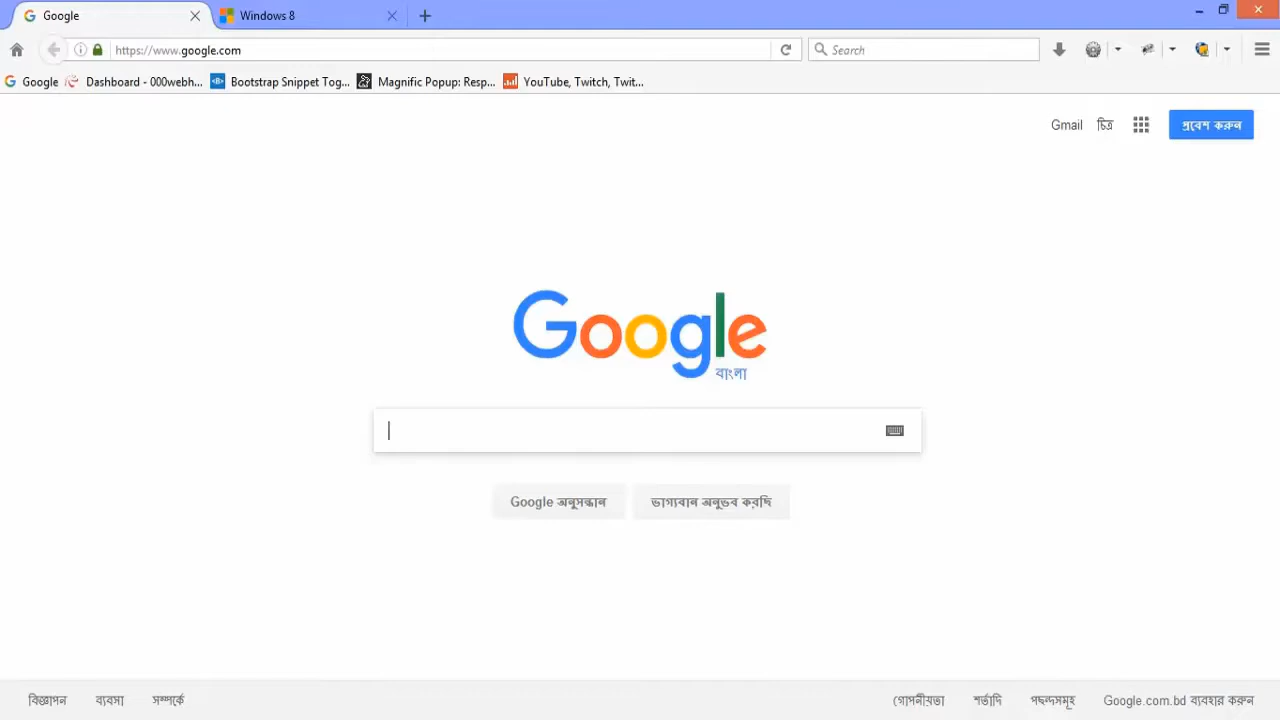 Google
Windows 8
https://www.google.com
Search
Google
Dashboard - 000webh...
Bootstrap Snippet Tog...
Magnific Popup: Resp...
YouTube, Twitch, Twit...
Gmail
চিত্র
প্রবেশ করুন
Google
বাংলা
Google অনুসন্ধান
ভাগ্যবান অনুভব করছি
বিজ্ঞাপন
ব্যবসা
সম্পর্কে
গোপনীয়তা
শর্তাদি
পছন্দসমূহ
Google.com.bd ব্যবহার করুন